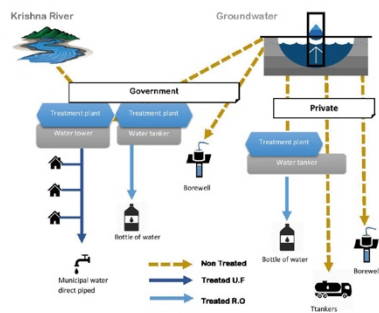 Krishna River
Groundwater
Government
Private
Treatment plant
Treatment plant
Water tower
Water tanker
Treatment plant
Water tanker
Borewell
Bottle of water
Bottle of water
Borewel
Municipal water
direct piped
Non Treated
Treated U.F
Treated R.O
Ttankers